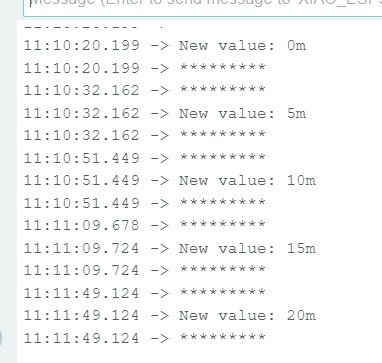 Message (Enter to send message to 'XIAO_ESP
11:10:20.199 -> New value: 0m
11:10:20.199 -> *********
11:10:32.162 -> *********
11:10:32.162 -> New value: 5m
11:10:32.162 -> *********
11:10:51.449 -> *********
11:10:51.449 -> New value: 10m
11:10:51.449 -> *********
11:11:09.678 -> *********
11:11:09.724 -> New value: 15m
11:11:09.724 -> *********
11:11:49.124 -> *********
11:11:49.124 -> New value: 20m
11:11:49.124 -> *********